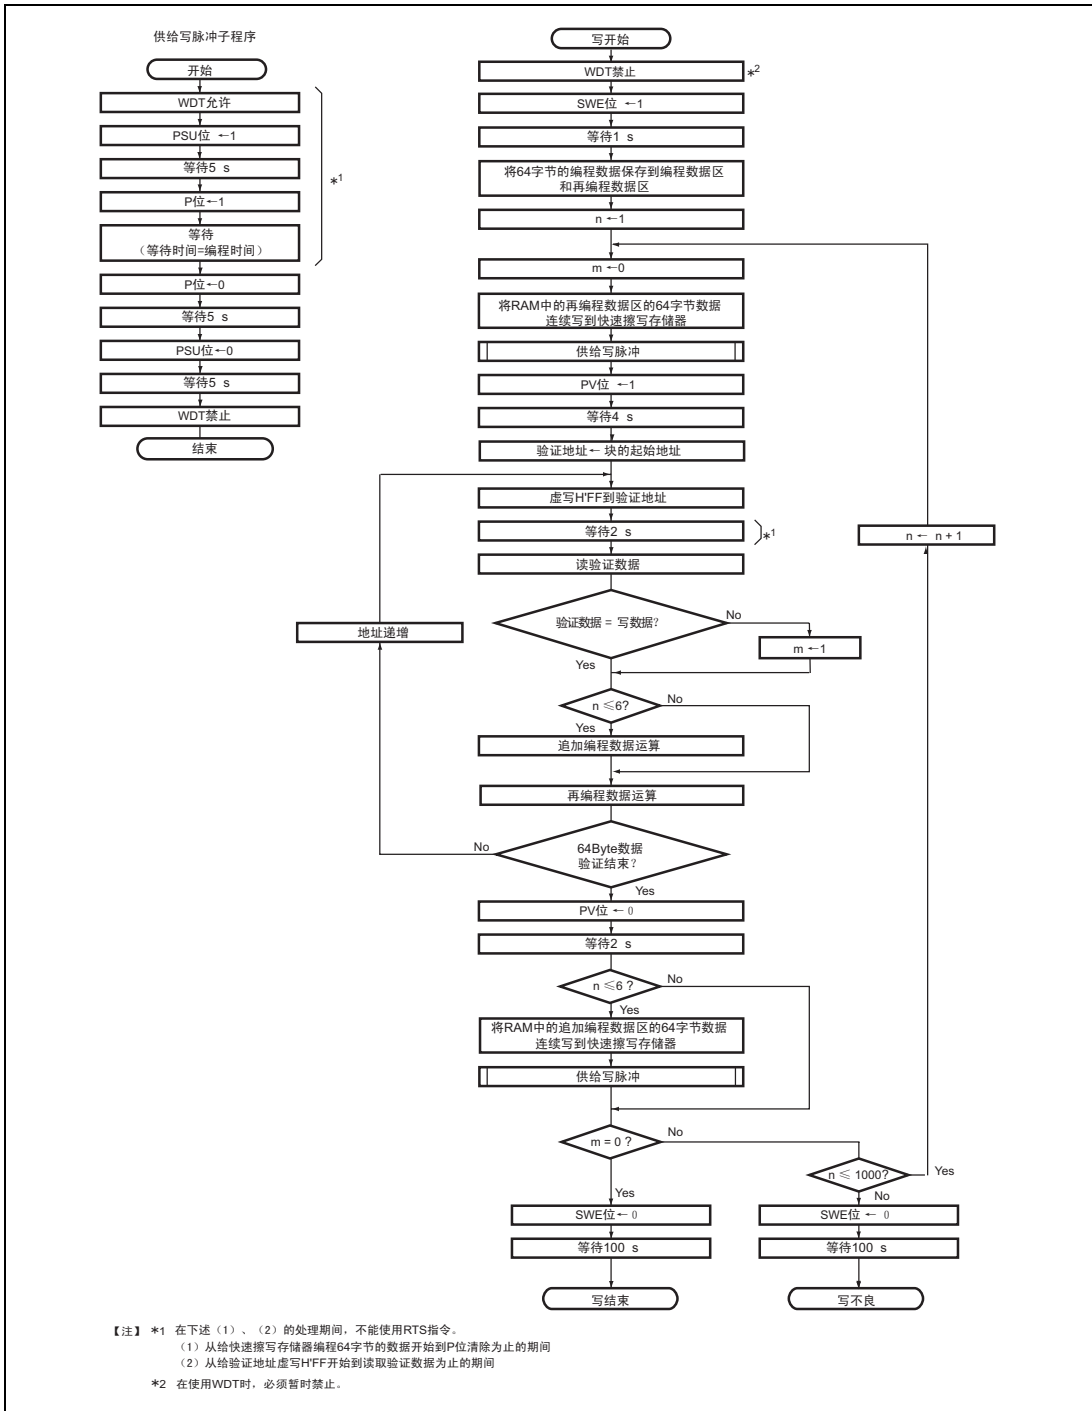 供给写脉冲子程序
开始
WDT允许
PSU位 ←1
等待5 s
P位←1
等待
（等待时间=编程时间）
*1
P位←0
等待5 s
PSU位←0
等待5 s
WDT禁止
结束
写开始
WDT禁止
*2
SWE位 ←1
等待1 s
将64字节的编程数据保存到编程数据区
和再编程数据区
n ←1
m ←0
将RAM中的再编程数据区的64字节数据
连续写到快速擦写存储器
供给写脉冲
PV位 ←1
等待4 s
验证地址← 块的起始地址
虚写H'FF到验证地址
等待2 s
*1
读验证数据
验证数据 = 写数据？
No
m ←1
Yes
n ≤6?
No
Yes
追加编程数据运算
再编程数据运算
64Byte数据
验证结束？
No
地址递增
Yes
PV位 ← 0
等待2 s
n ≤6 ?
No
Yes
将RAM中的追加编程数据区的64字节数据
连续写到快速擦写存储器
供给写脉冲
m = 0 ?
No
n ≤ 1000?
Yes
n ← n + 1
Yes
No
SWE位← 0
SWE位 ← 0
等待100 s
等待100 s
写结束
写不良
【注】 *1 在下述（1）、（2）的处理期间，不能使用RTS指令。
（1）从给快速擦写存储器编程64字节的数据开始到P位清除为止的期间
（2）从给验证地址虚写H'FF开始到读取验证数据为止的期间
*2 在使用WDT时，必须暂时禁止。